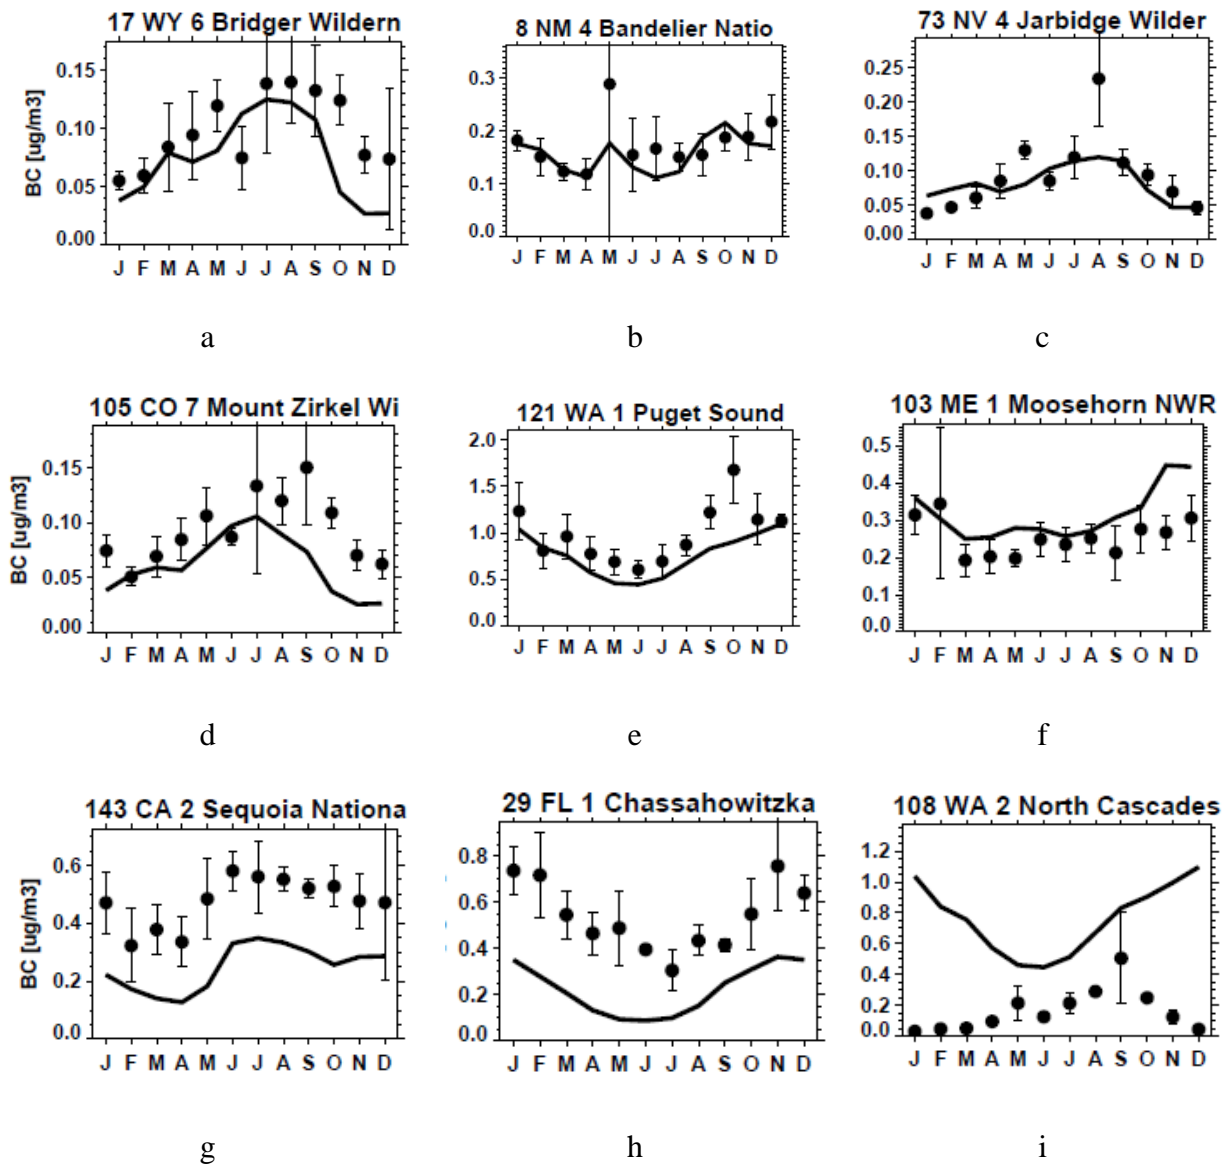 17 WY 6 Bridger Wildern
8 NM 4 Bandelier Natio
73 NV 4 Jarbidge Wilder
BC [ug/m3]
0.15
0.10
0.05
0.00
J F M A M J J A S O N D
0.3
0.2
0.1
0.0
J F M A M J J A S O N D
0.25
0.20
0.15
0.10
0.05
0.00
J F M A M J J A S O N D
a
b
c
105 CO 7 Mount Zirkel Wi
121 WA 1 Puget Sound
103 ME 1 Moosehorn NWR
BC [ug/m3]
0.15
0.10
0.05
0.00
J F M A M J J A S O N D
2.0
1.5
1.0
0.5
0.0
J F M A M J J A S O N D
0.5
0.4
0.3
0.2
0.1
0.0
J F M A M J J A S O N D
d
e
f
143 CA 2 Sequoia Nationa
29 FL 1 Chassahowitzka
108 WA 2 North Cascades
BC [ug/m3]
0.6
0.4
0.2
0.0
J F M A M J J A S O N D
0.8
0.6
0.4
0.2
0.0
J F M A M J J A S O N D
1.2
1.0
0.8
0.6
0.4
0.2
0.0
J F M A M J J A S O N D
g
h
i